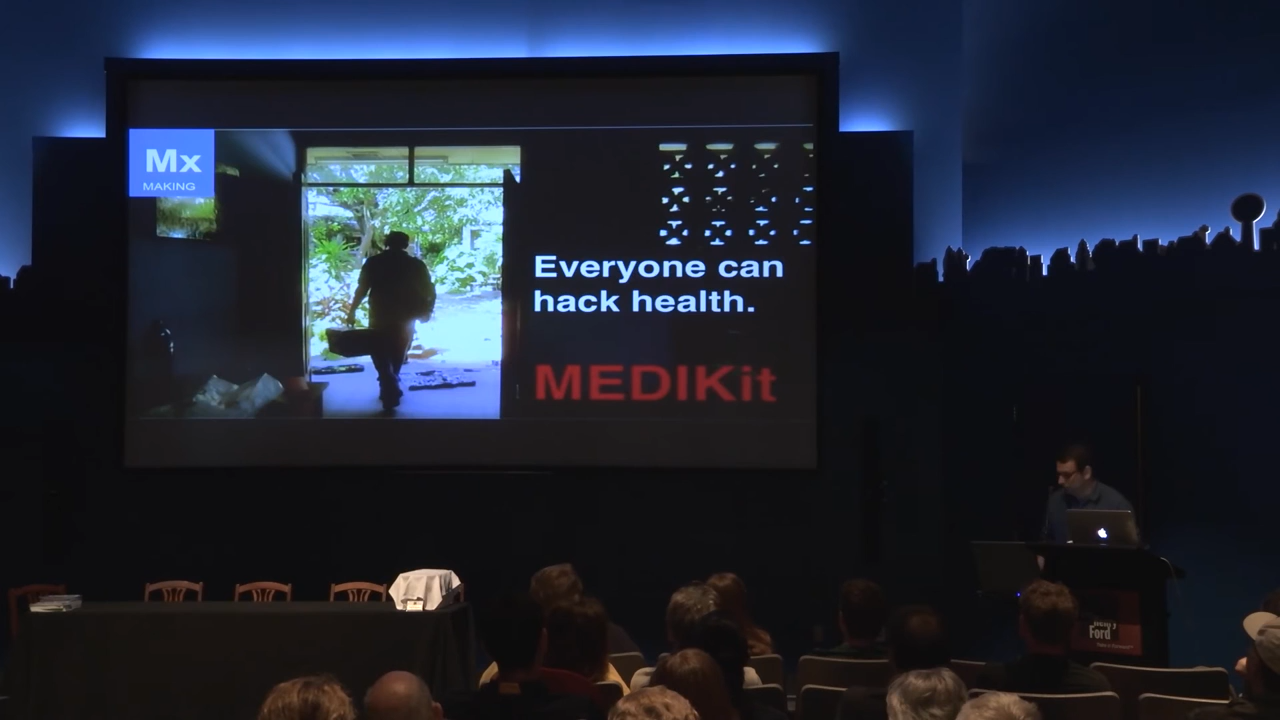 Mx
MAKING
Everyone can
hack health.
MEDIKit
Ford